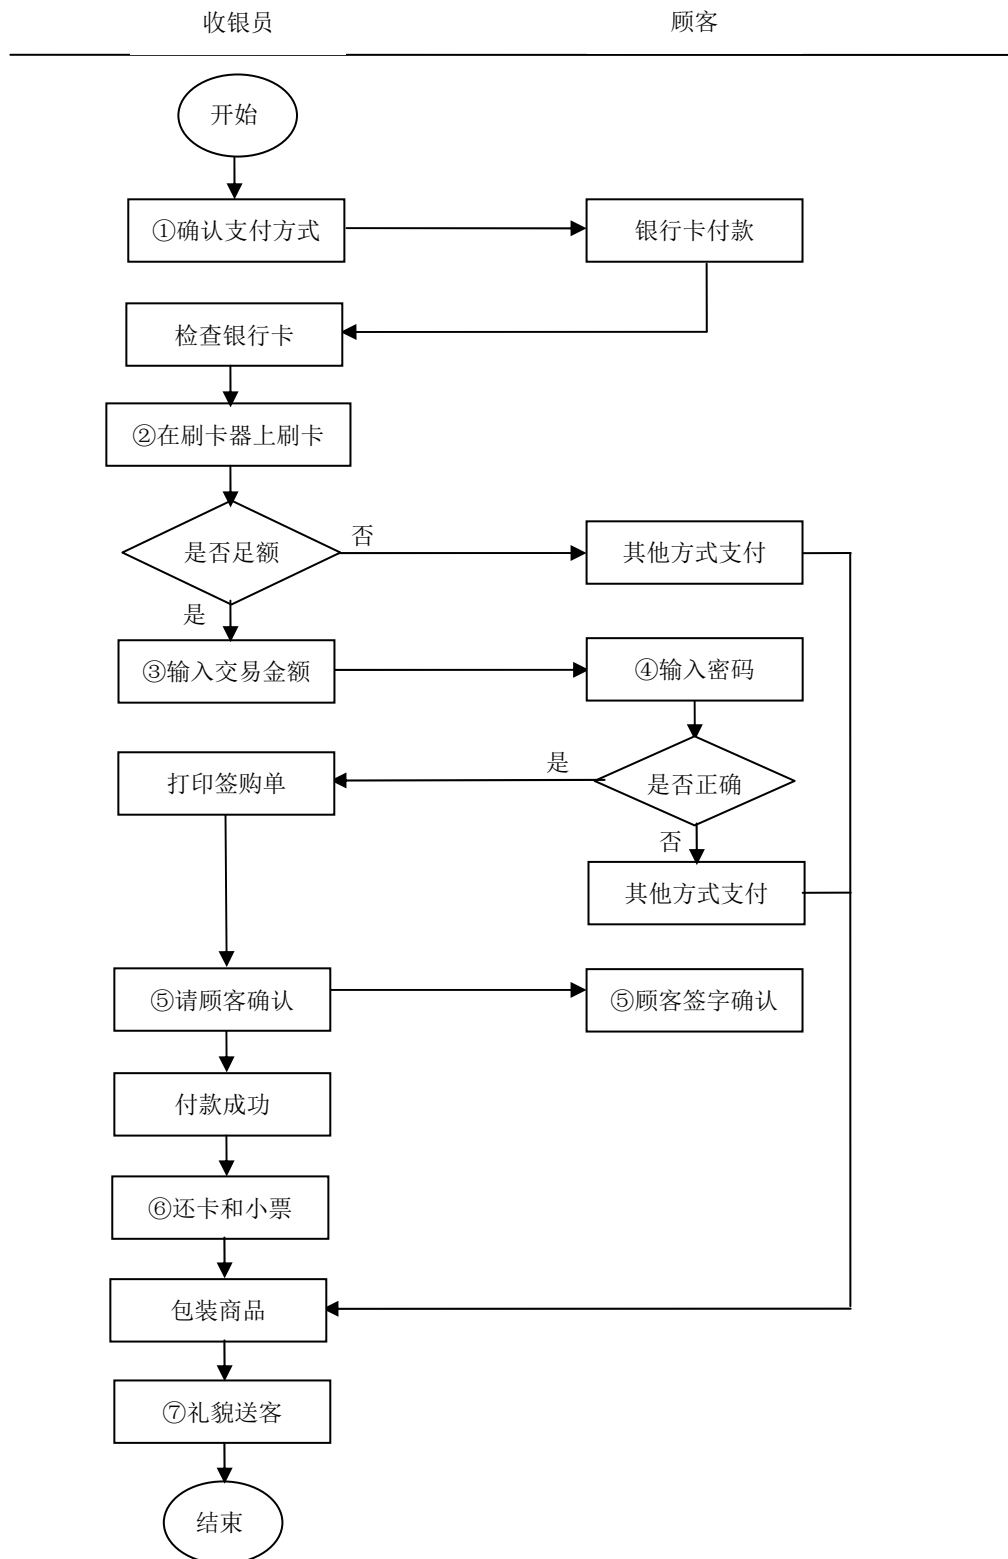 收银员 顾客
开始
①确认支付方式 银行卡付款
检查银行卡
②在刷卡器上刷卡
否
是否足额 其他方式支付
是
③输入交易金额 ④输入密码
是
打印签购单 是否正确
否
其他方式支付
⑤请顾客确认 ⑤顾客签字确认
付款成功
⑥还卡和小票
包装商品
⑦礼貌送客
结束